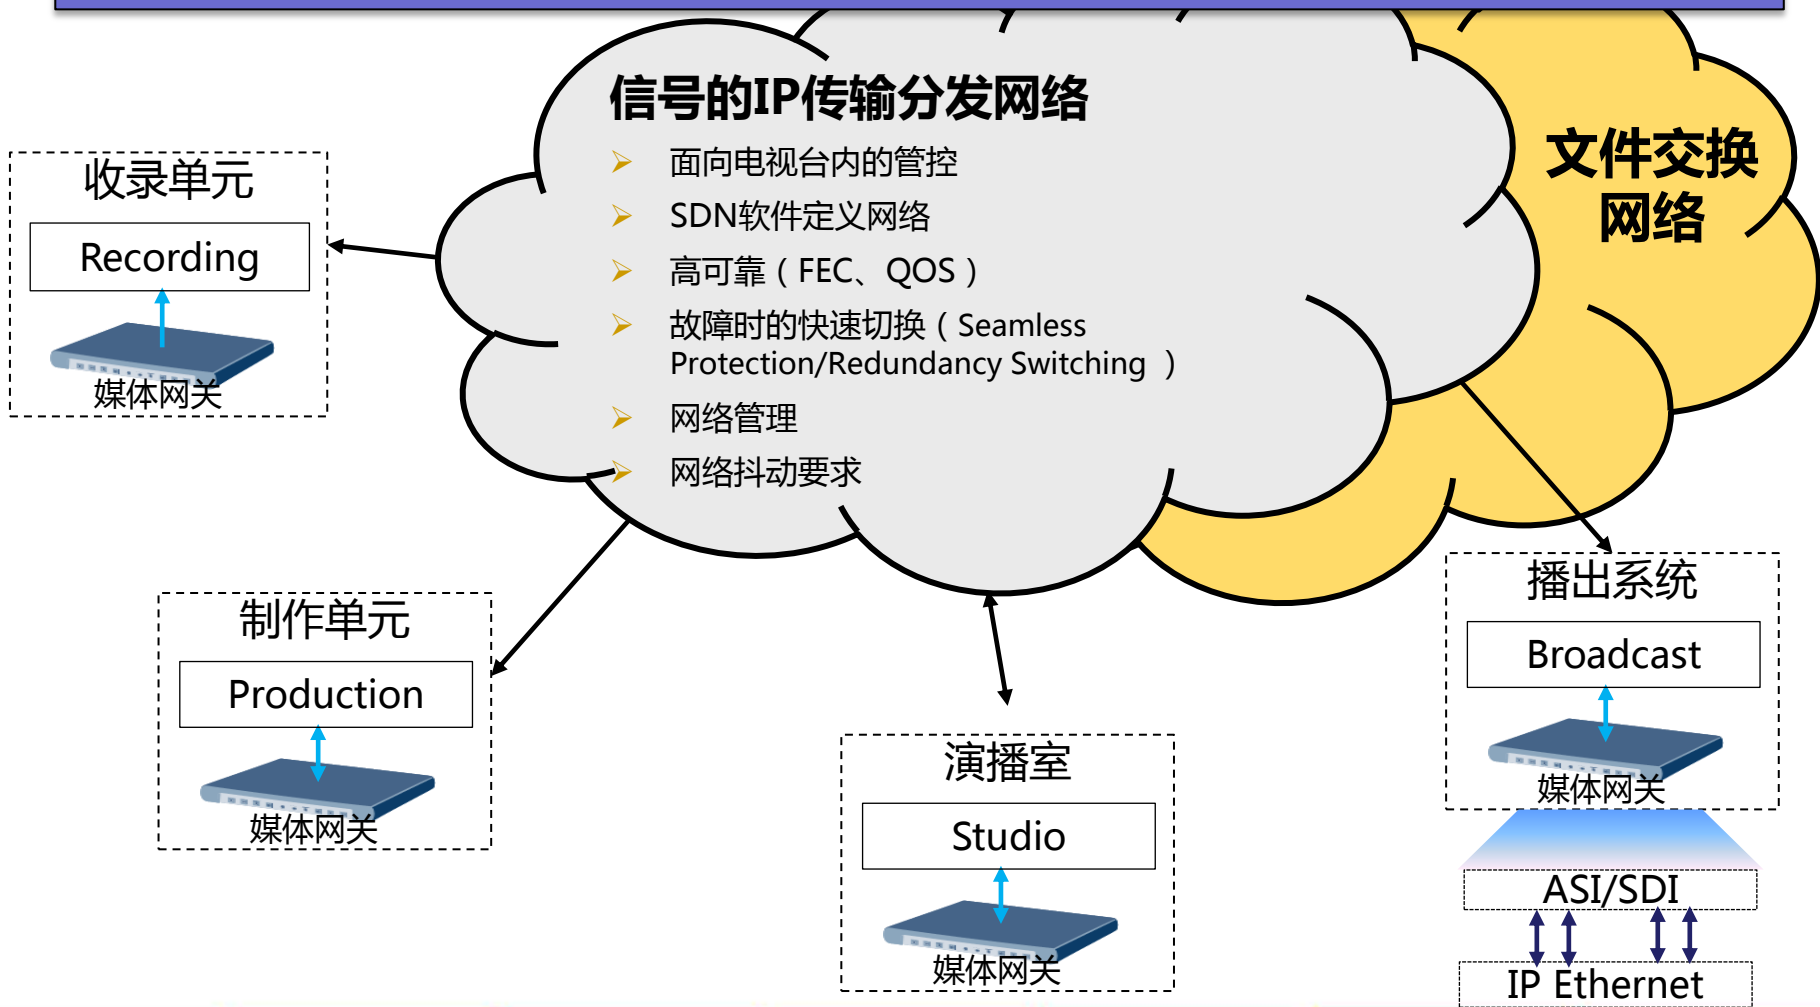 信号的IP传输分发网络
面向电视台内的管控
SDN软件定义网络
高可靠（FEC、QOS）
故障时的快速切换（Seamless
Protection/Redundancy Switching ）
网络管理
网络抖动要求
文件交换
网络
收录单元
Recording
媒体网关
制作单元
Production
媒体网关
演播室
Studio
媒体网关
播出系统
Broadcast
媒体网关
ASI/SDI
IP Ethernet